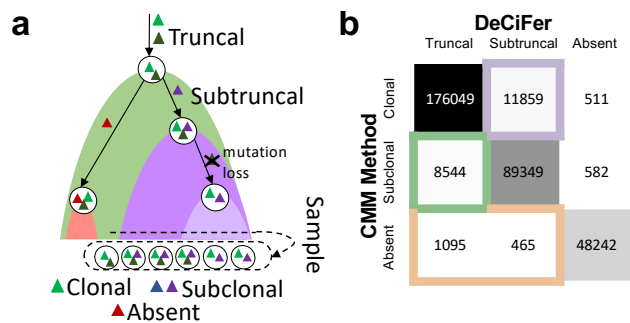 a
Truncal
Subtruncal
mutation
loss
Sample
Clonal
Subclonal
Absent
b
DeCiFer
Truncal
Subtruncal
Absent
CMM Method
Clonal
176049
11859
511
Subclonal
8544
89349
582
Absent
1095
465
48242